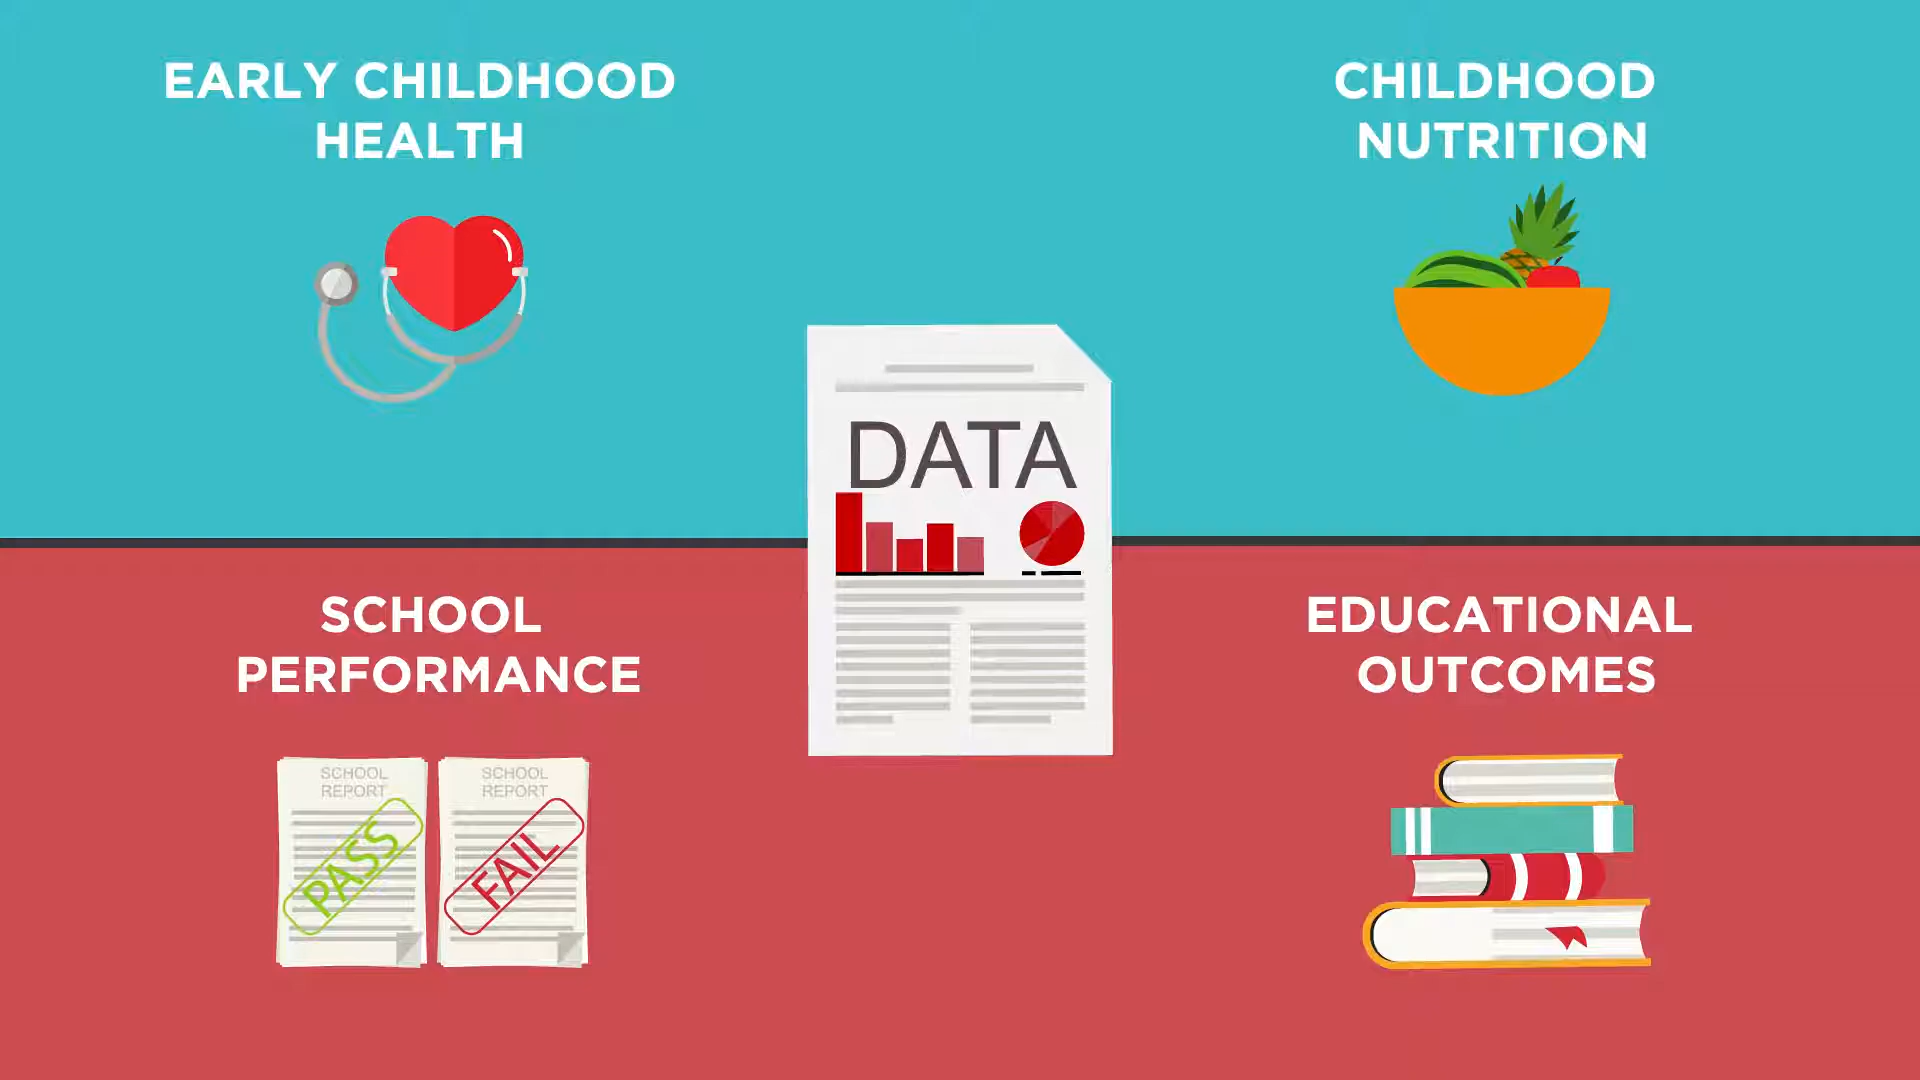 EARLY CHILDHOOD
HEALTH
CHILDHOOD
NUTRITION
DATA
SCHOOL
PERFORMANCE
EDUCATIONAL
OUTCOMES
SCHOOL
REPORT
PASS
SCHOOL
REPORT
FAIL